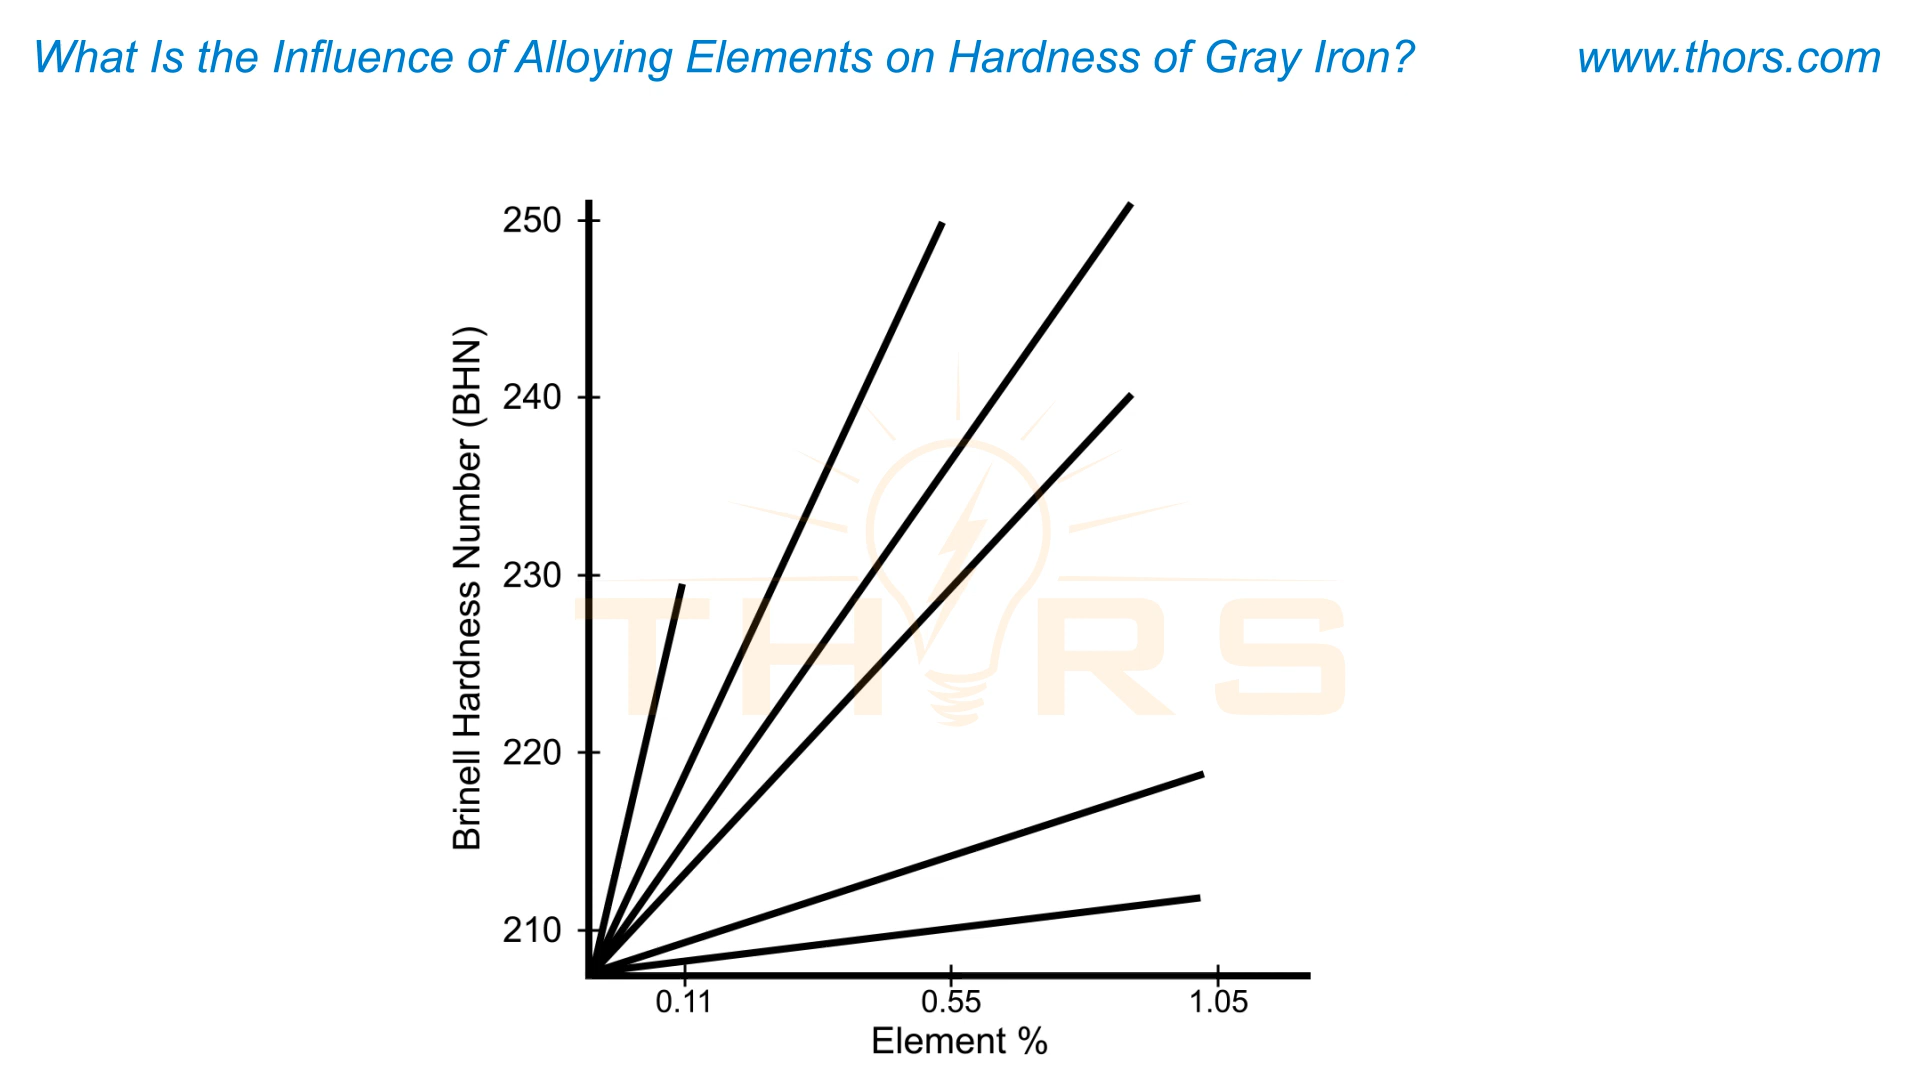 What Is the Influence of Alloying Elements on Hardness of Gray Iron?
www.thors.com
250
240
230
220
210
Brinell Hardness Number (BHN)
THORS
0.11
0.55
1.05
Element %